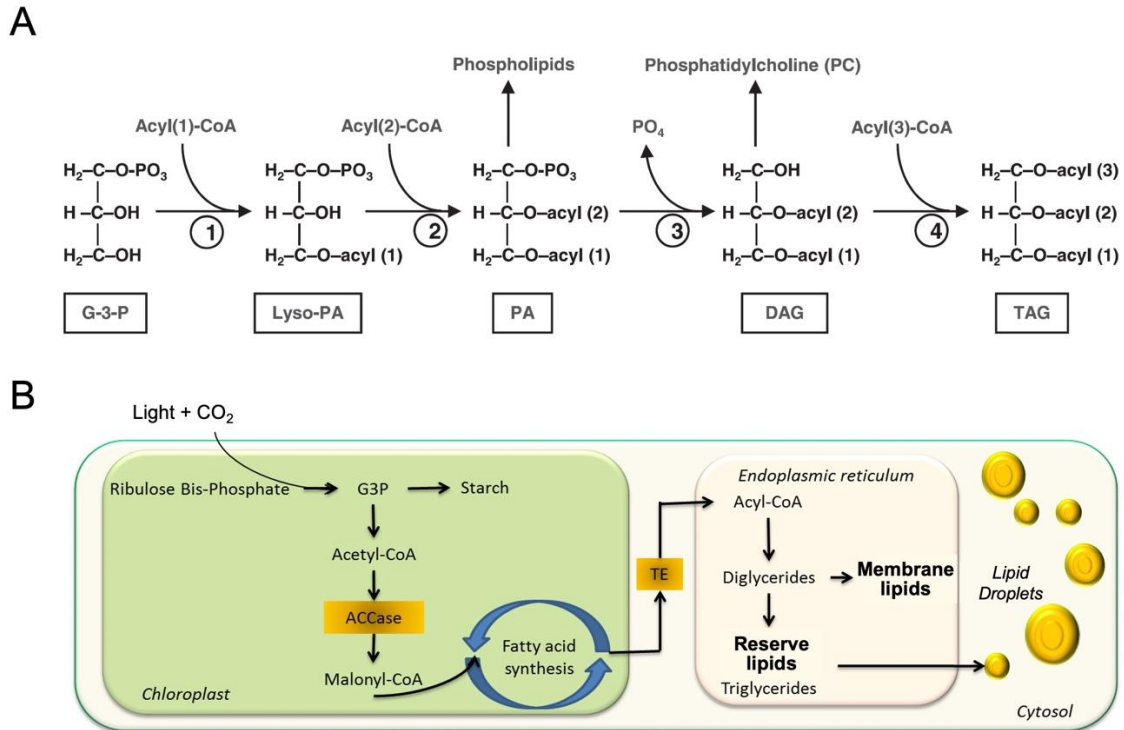 A
Phospholipids
Phosphatidylcholine (PC)
Acyl(1)-CoA
Acyl(2)-CoA
PO₄
Acyl(3)-CoA
H₂–C–O-PO₃
H₂–C–O-PO₃
H₂–C–O-PO₃
H₂–C–OH
H₂–C–O–acyl (3)
H –C–OH
H –C–OH
H –C–O–acyl (2)
H –C–O–acyl (2)
H –C–O–acyl (2)
1
2
3
4
H₂–C–OH
H₂–C–O–acyl (1)
H₂–C–O–acyl (1)
H₂–C–O–acyl (1)
H₂–C–O–acyl (1)
G-3-P
Lyso-PA
PA
DAG
TAG
B
Light + CO₂
Ribulose Bis-Phosphate
G3P
Starch
Acetyl-CoA
ACCase
Malonyl-CoA
Fatty acid
synthesis
Chloroplast
TE
Endoplasmic reticulum
Acyl-CoA
Diglycerides
Membrane
lipids
Reserve
lipids
Triglycerides
Lipid
Droplets
Cytosol